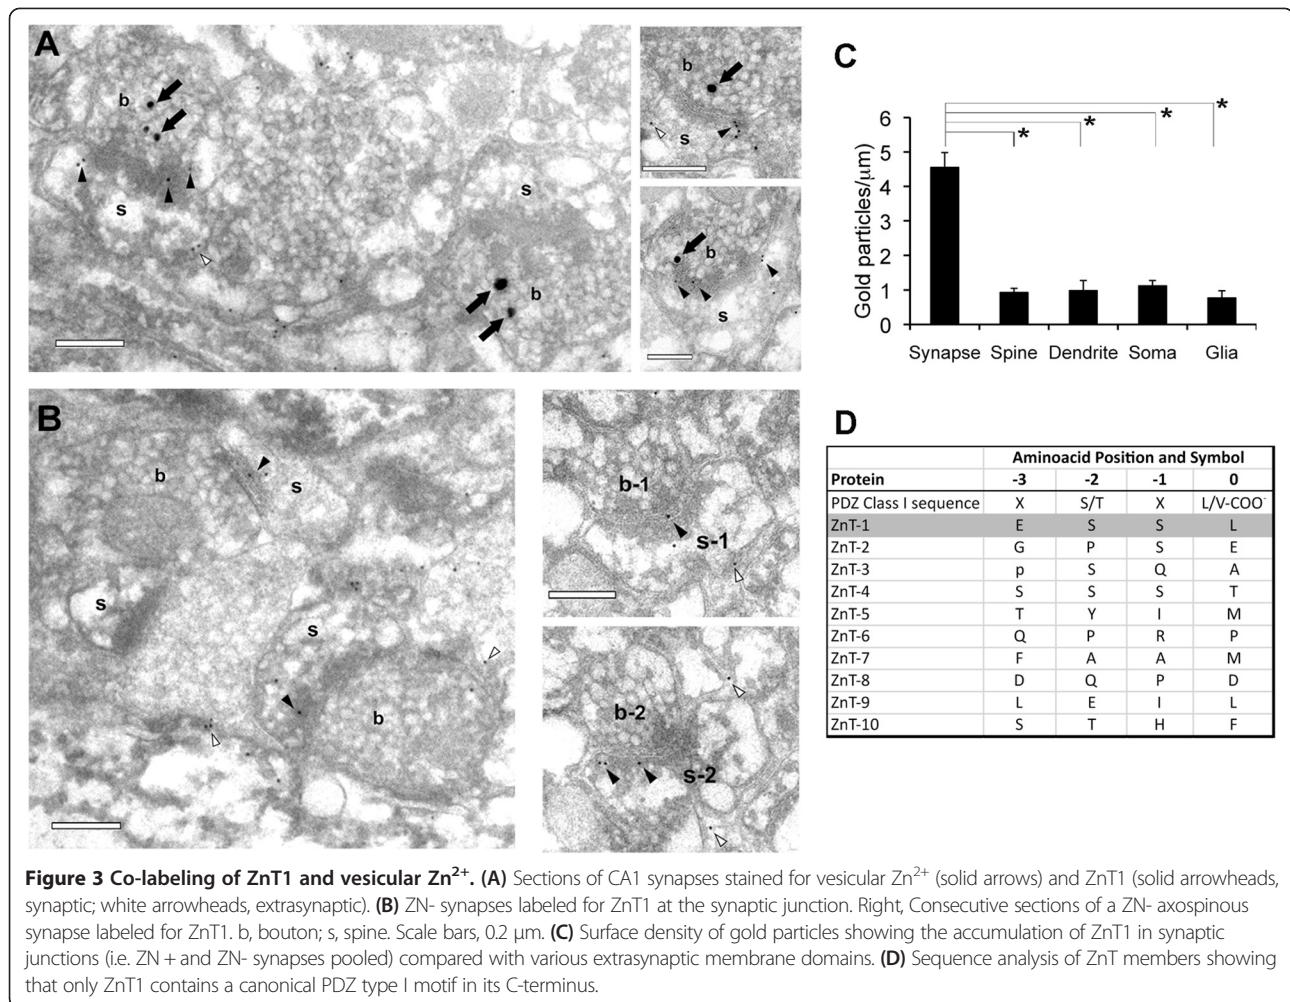 A
b
s
s
b
b
s
b
s
B
b
s
s
s
b
b-1
s-1
b-2
s-2
C
Gold particles/μm
6
5
4
3
2
1
0
* * * *
Synapse Spine Dendrite Soma Glia
D
Aminoacid Position and Symbol
Protein -3 -2 -1 0
PDZ Class I sequence X S/T X L/V-COO⁻
ZnT-1 E S S L
ZnT-2 G P S E
ZnT-3 p S Q A
ZnT-4 S S S T
ZnT-5 T Y I M
ZnT-6 Q P R P
ZnT-7 F A A M
ZnT-8 D Q P D
ZnT-9 L E I L
ZnT-10 S T H F
Figure 3 Co-labeling of ZnT1 and vesicular Zn²⁺. (A) Sections of CA1 synapses stained for vesicular Zn²⁺ (solid arrows) and ZnT1 (solid arrowheads,
synaptic; white arrowheads, extrasynaptic). (B) ZN- synapses labeled for ZnT1 at the synaptic junction. Right, Consecutive sections of a ZN- axospinous
synapse labeled for ZnT1. b, bouton; s, spine. Scale bars, 0.2 μm. (C) Surface density of gold particles showing the accumulation of ZnT1 in synaptic
junctions (i.e. ZN + and ZN- synapses pooled) compared with various extrasynaptic membrane domains. (D) Sequence analysis of ZnT members showing
that only ZnT1 contains a canonical PDZ type I motif in its C-terminus.